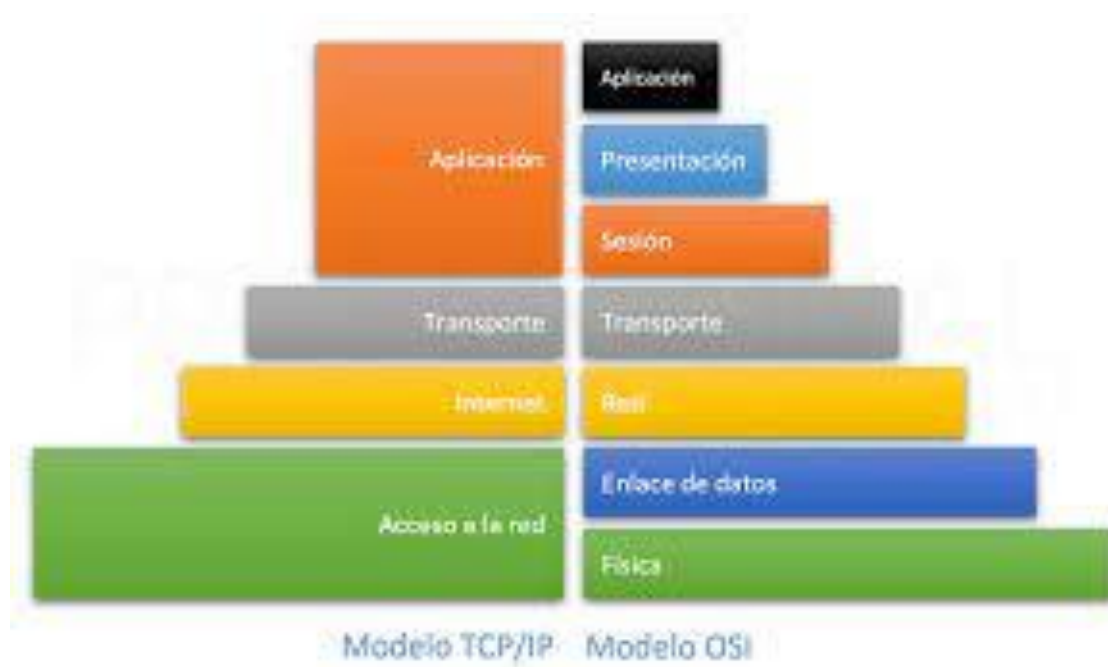 Aplicación
Transporte
Internet
Acceso a la red
Modelo TCP/IP
Aplicación
Presentación
Sesión
Transporte
Red
Enlace de datos
Física
Modelo OSI